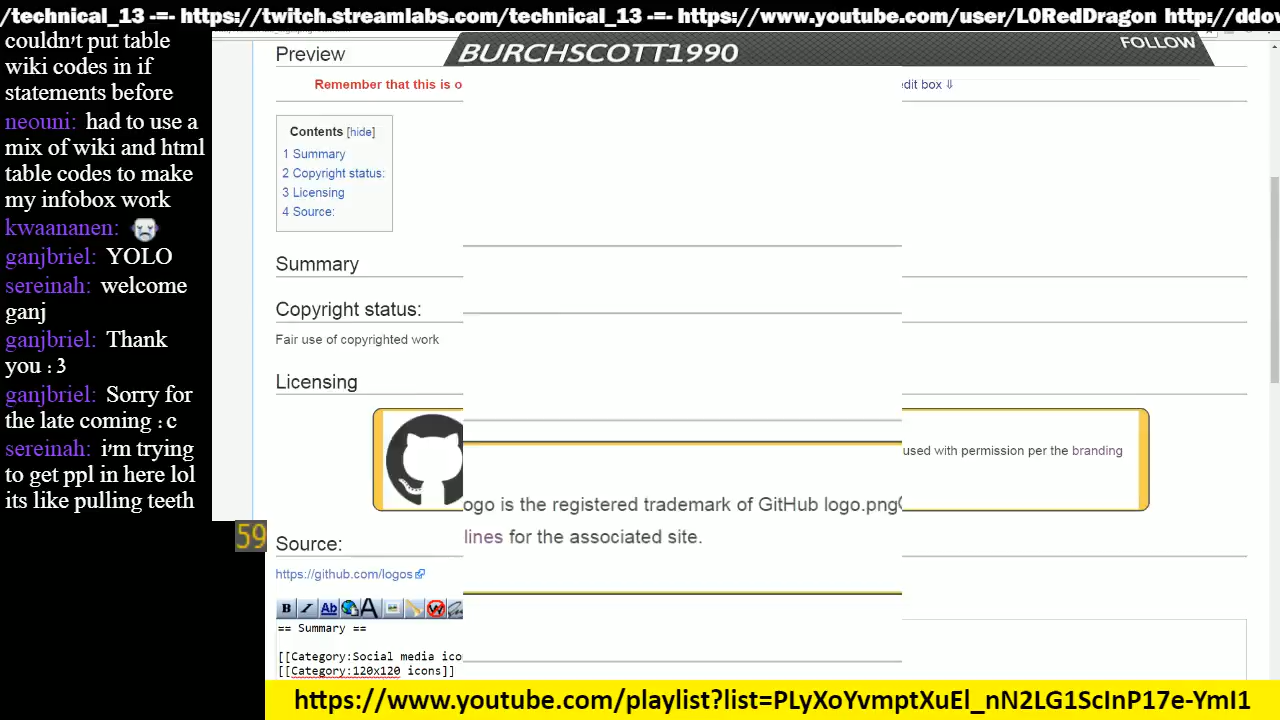 /technical_13 -=- https://twitch.streamlabs.com/technical_13 -=- https://www.youtube.com/user/L0RedDragon http://ddov
couldn't put table
wiki codes in if
statements before
neouni: had to use a
mix of wiki and html
table codes to make
my infobox work
kwaananen:
ganjbriel: YOLO
sereinah: welcome
ganj
ganjbriel: Thank
you :3
ganjbriel: Sorry for
the late coming :c
sereinah: i'm trying
to get ppl in here lol
its like pulling teeth
59
BURCHSCOTT1990
FOLLOW
Preview
Remember that this is o
edit box ⇓
Contents [hide]
1 Summary
2 Copyright status:
3 Licensing
4 Source:
Summary
Copyright status:
Fair use of copyrighted work
Licensing
used with permission per the branding
ogo is the registered trademark of GitHub logo.png
lines for the associated site.
Source:
https://github.com/logos
B I Ab A W
== Summary ==
[[Category:Social media ico
[[Category:120x120 icons]]
https://www.youtube.com/playlist?list=PLyXoYvmptXuEl_nN2LG1ScInP17e-YmI1